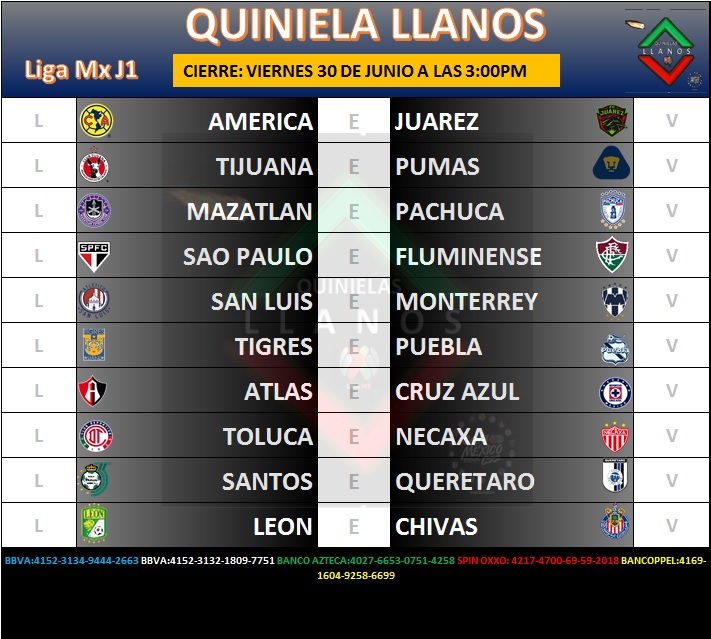 QUINIELA LLANOS
Liga Mx J1
CIERRE: VIERNES 30 DE JUNIO A LAS 3:00PM
QUINIELAS
LLANOS
L AMERICA E JUAREZ V
L TIJUANA E PUMAS V
L MAZATLAN E PACHUCA V
L SPFC SAO PAULO E FLUMINENSE V
L SAN LUIS E MONTERREY V
L TIGRES E PUEBLA V
L ATLAS E CRUZ AZUL V
L TOLUCA E NECAXA V
L SANTOS E QUERETARO V
L LEON E CHIVAS V
QUINIELAS
LLANOS
BBVA:4152-3134-9444-2663 BBVA:4152-3132-1809-7751 BANCO AZTECA:4027-6653-0751-4258 SPIN OXXO: 4217-4700-69-59-2018 BANCOPPEL:4169-
1604-9258-6699